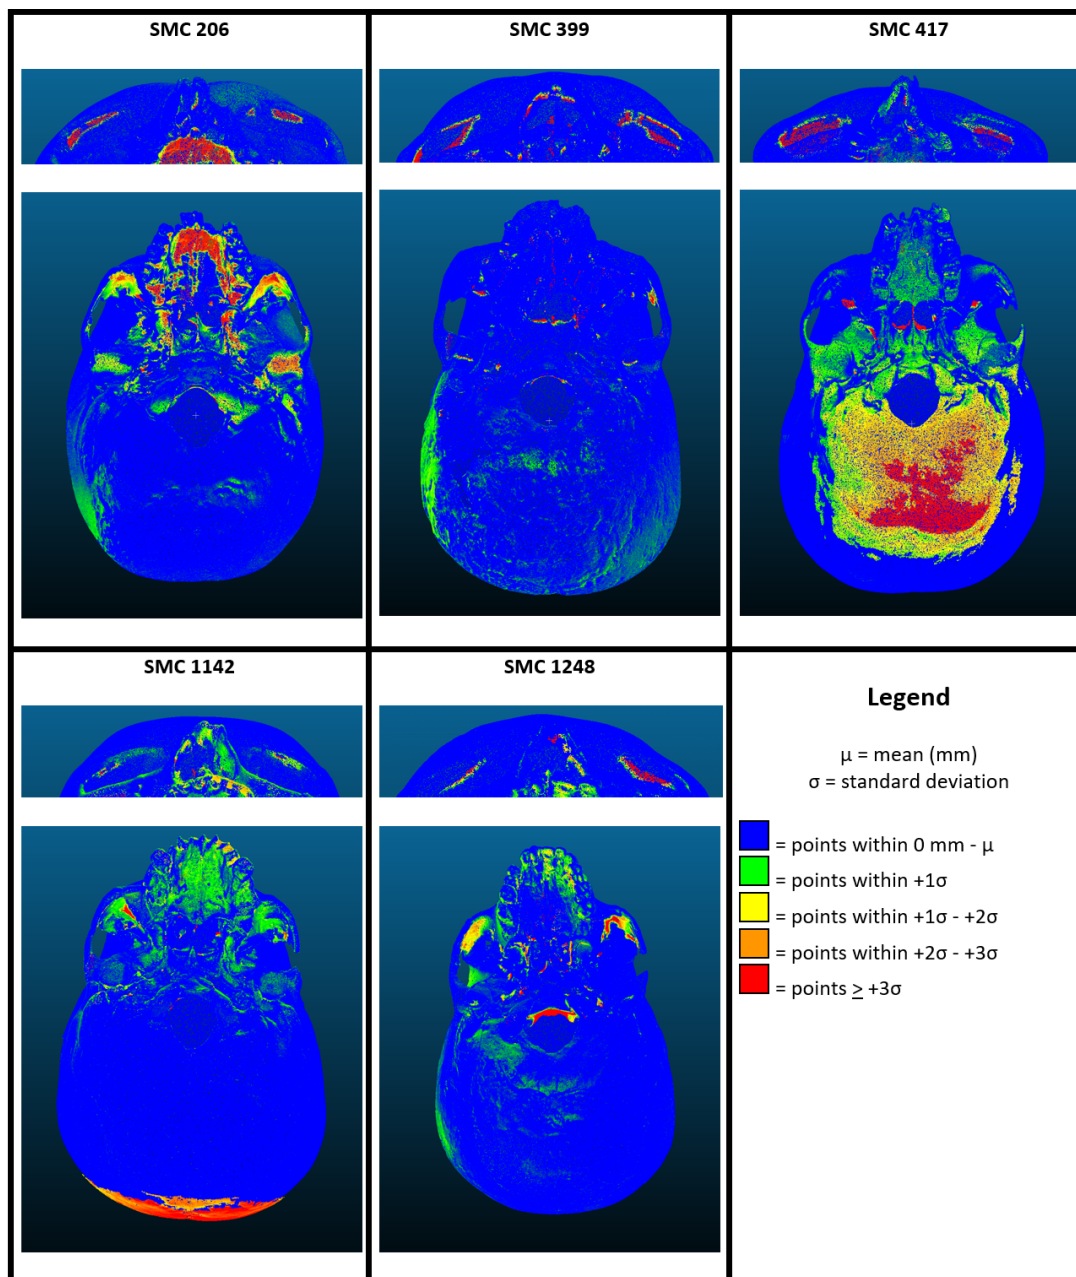 SMC 206
SMC 399
SMC 417
SMC 1142
SMC 1248
Legend
μ = mean (mm)
σ = standard deviation
= points within 0 mm - μ
= points within +1σ
= points within +1σ - +2σ
= points within +2σ - +3σ
= points ≥ +3σ